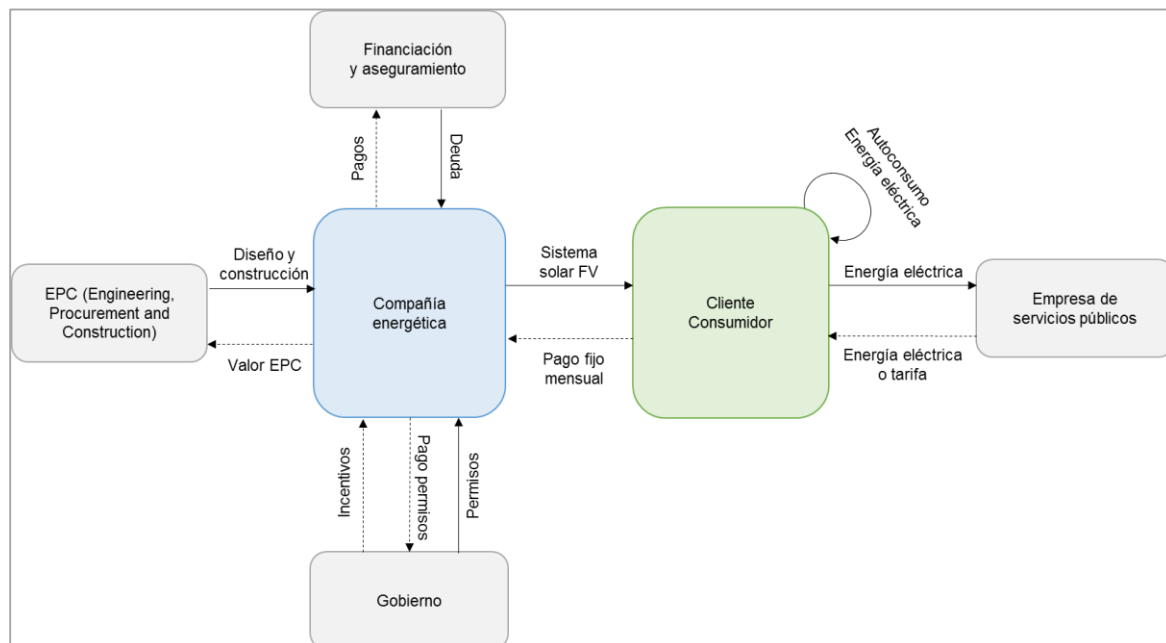 Financiación
y aseguramiento
Pagos
Deuda
Autoconsumo
Energía eléctrica
EPC (Engineering,
Procurement and
Construction)
Diseño y
construcción
Valor EPC
Compañía
energética
Sistema
solar FV
Pago fijo
mensual
Cliente
Consumidor
Energía eléctrica
Energía eléctrica
o tarifa
Empresa de
servicios públicos
Incentivos
Pago permisos
Permisos
Gobierno